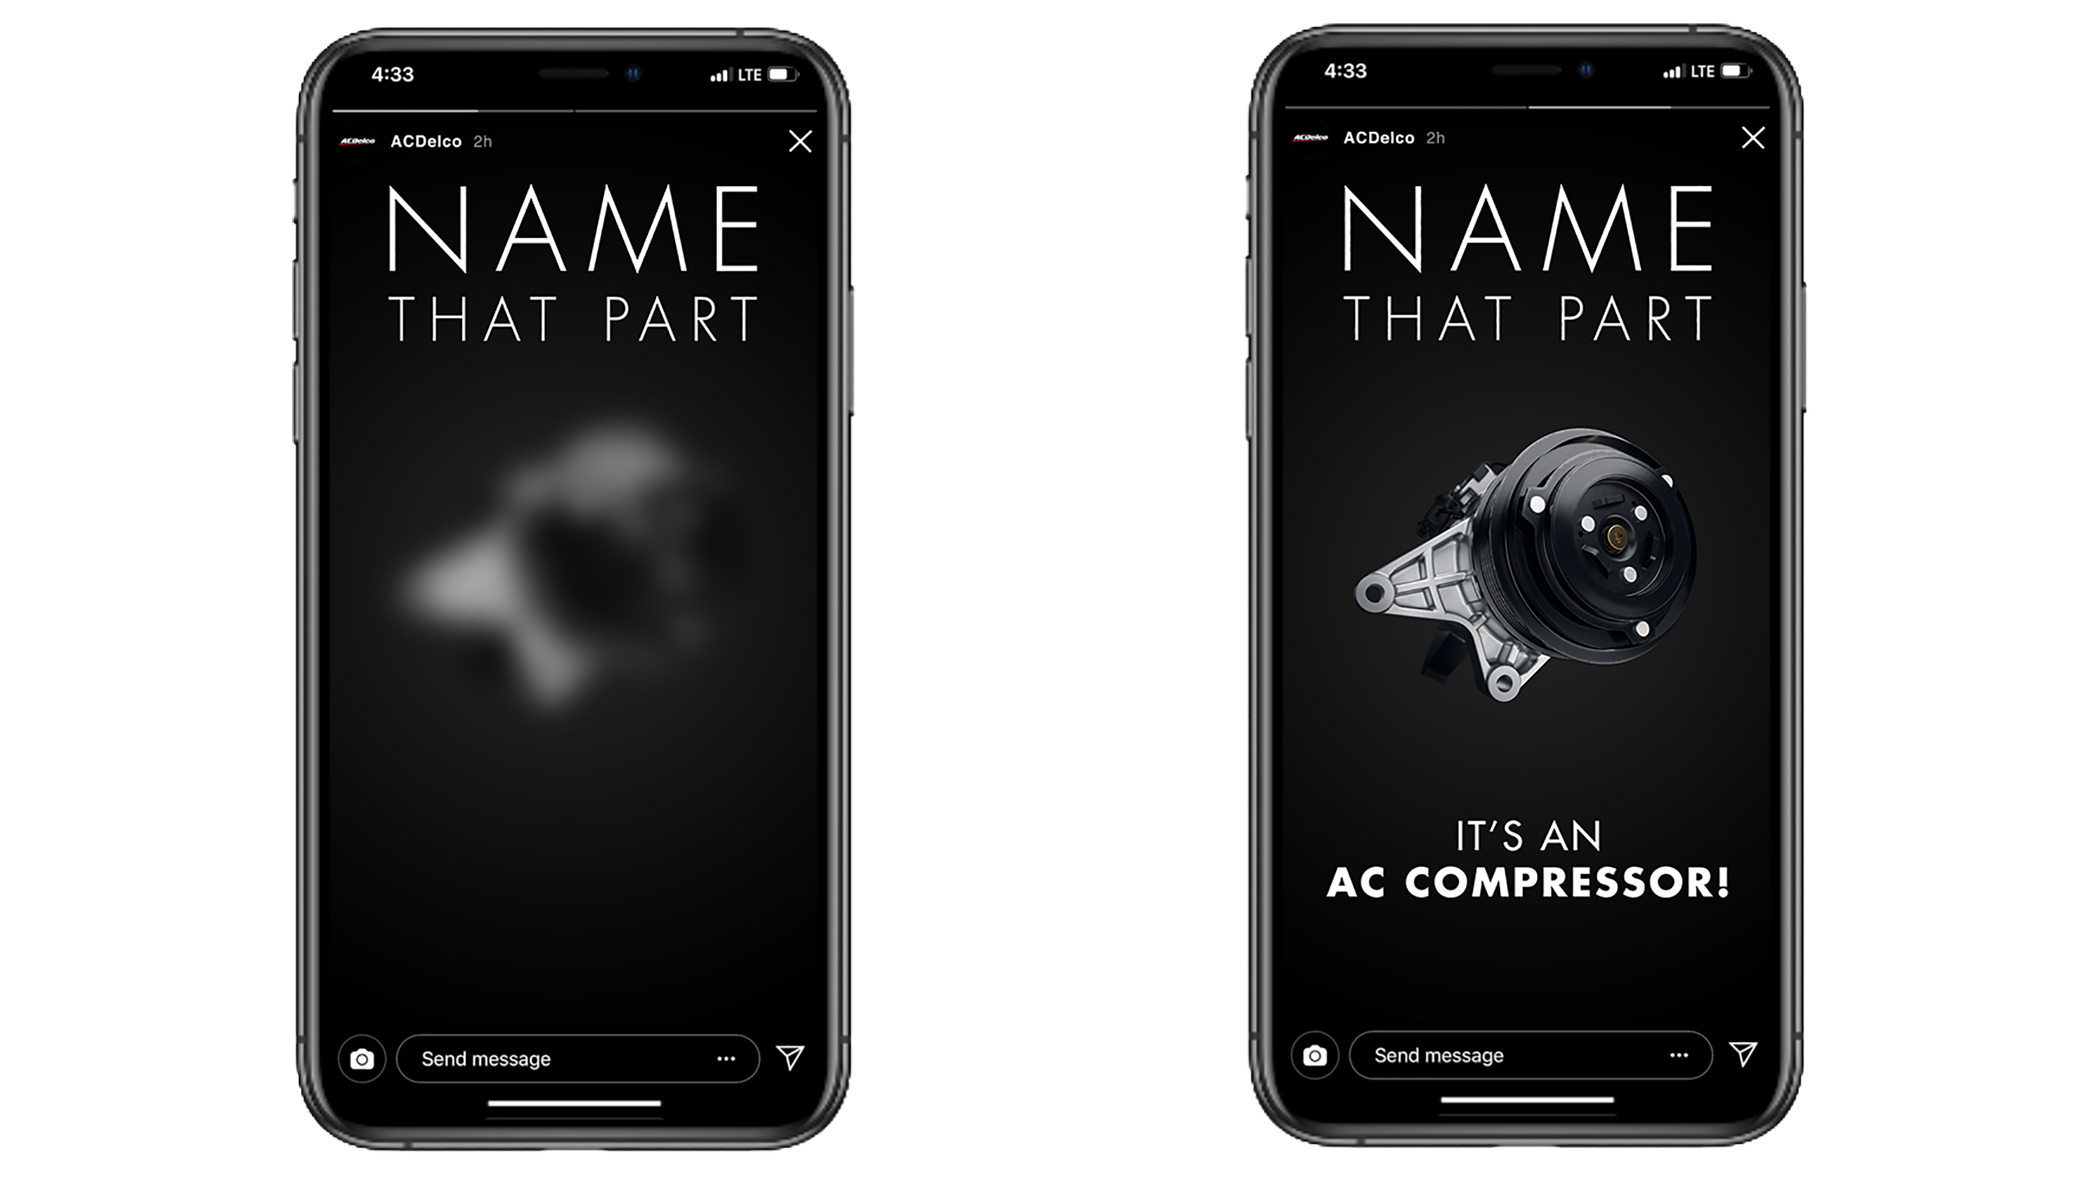 4:33
LTE
ACDelco
ACDelco 2h
NAME
THAT PART
Send message
4:33
LTE
ACDelco
ACDelco 2h
NAME
THAT PART
IT'S AN
AC COMPRESSOR!
Send message